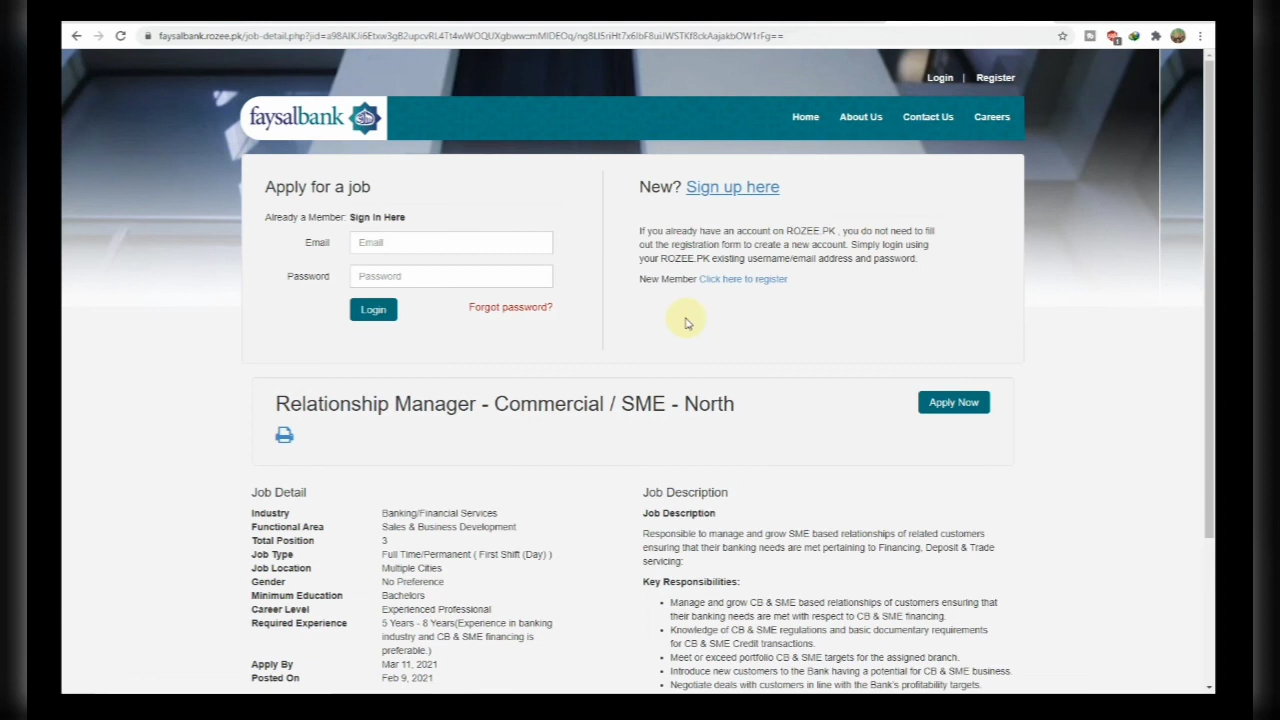 faysalbank.rozee.pk/job-detail.php?jid=
Login | Register
faysalbank
Home About Us Contact Us Careers
Apply for a job
Already a Member: Sign In Here
Email Email
Password Password
Login Forgot password?
New? Sign up here
If you already have an account on ROZEE.PK , you do not need to fill
out the registration form to create a new account. Simply login using
your ROZEE.PK existing username/email address and password.
New Member Click here to register
Relationship Manager - Commercial / SME - North
Apply Now
Job Detail
Industry Banking/Financial Services
Functional Area Sales & Business Development
Total Position 3
Job Type Full Time/Permanent ( First Shift (Day) )
Job Location Multiple Cities
Gender No Preference
Minimum Education Bachelors
Career Level Experienced Professional
Required Experience 5 Years - 8 Years(Experience in banking
industry and CB & SME financing is
preferable.)
Apply By Mar 11, 2021
Posted On Feb 9, 2021
Job Description
Job Description
Responsible to manage and grow SME based relationships of related customers
ensuring that their banking needs are met pertaining to Financing, Deposit & Trade
servicing:
Key Responsibilities:
• Manage and grow CB & SME based relationships of customers ensuring that
their banking needs are met with respect to CB & SME financing.
• Knowledge of CB & SME regulations and basic documentary requirements
for CB & SME Credit transactions.
• Meet or exceed portfolio CB & SME targets for the assigned branch.
• Introduce new customers to the Bank having a potential for CB & SME business.
• Negotiate deals with customers in line with the Bank's profitability targets.